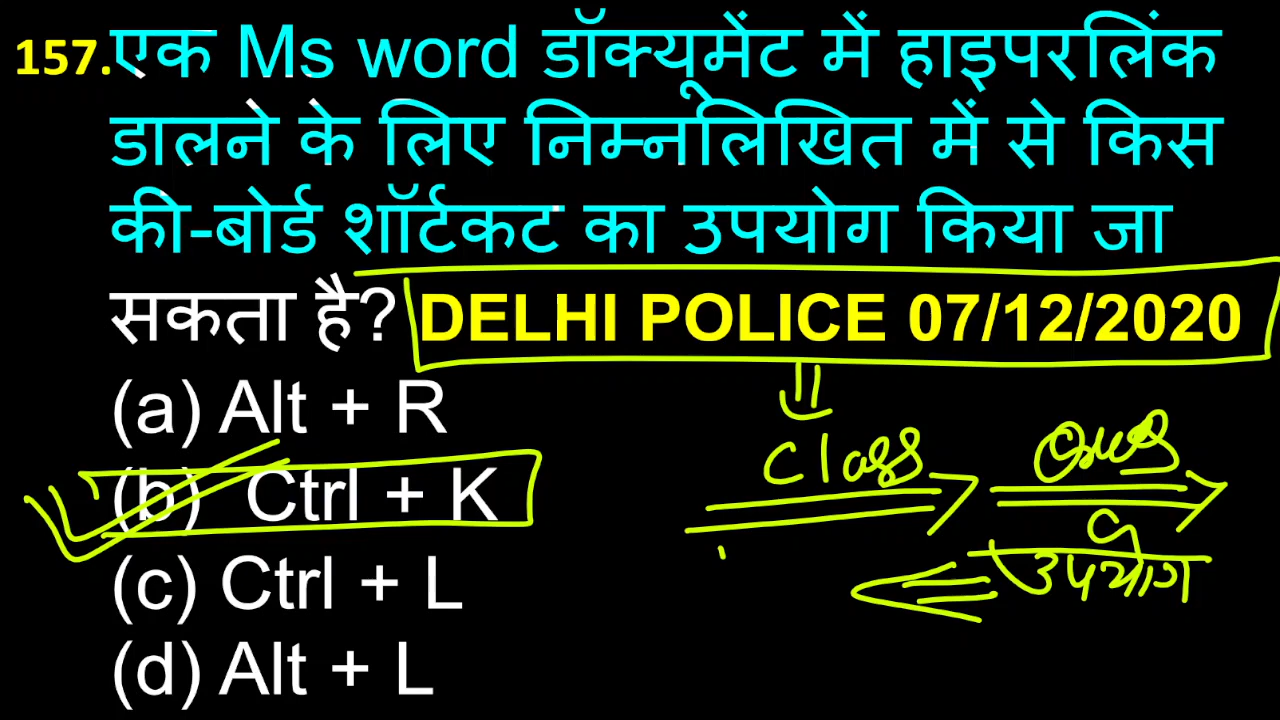 157.एक Ms word डॉक्यूमेंट में हाइपरलिंक
डालने के लिए निम्नलिखित में से किस
की-बोर्ड शॉर्टकट का उपयोग किया जा
सकता है? DELHI POLICE 07/12/2020
(a) Alt + R
(b) Ctrl + K
(c) Ctrl + L
(d) Alt + L
Class
उपयोग